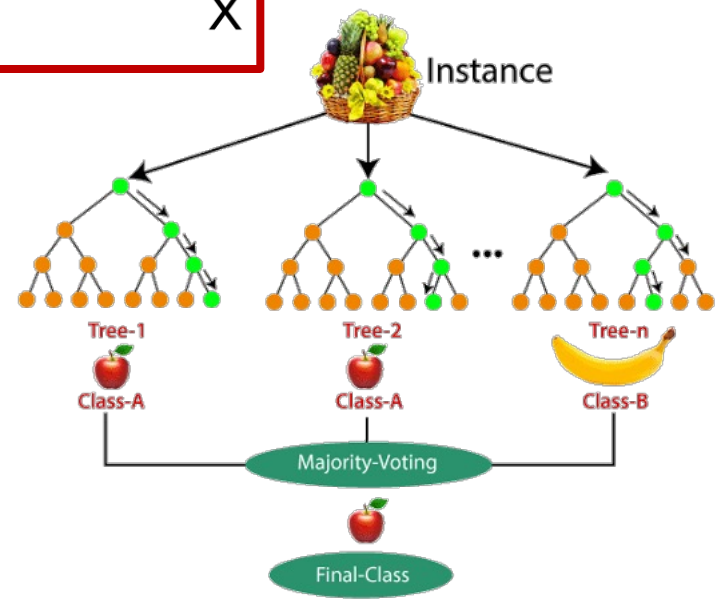 X
Instance
...
Tree-1
Tree-2
Tree-n
Class-A
Class-A
Class-B
Majority-Voting
Final-Class